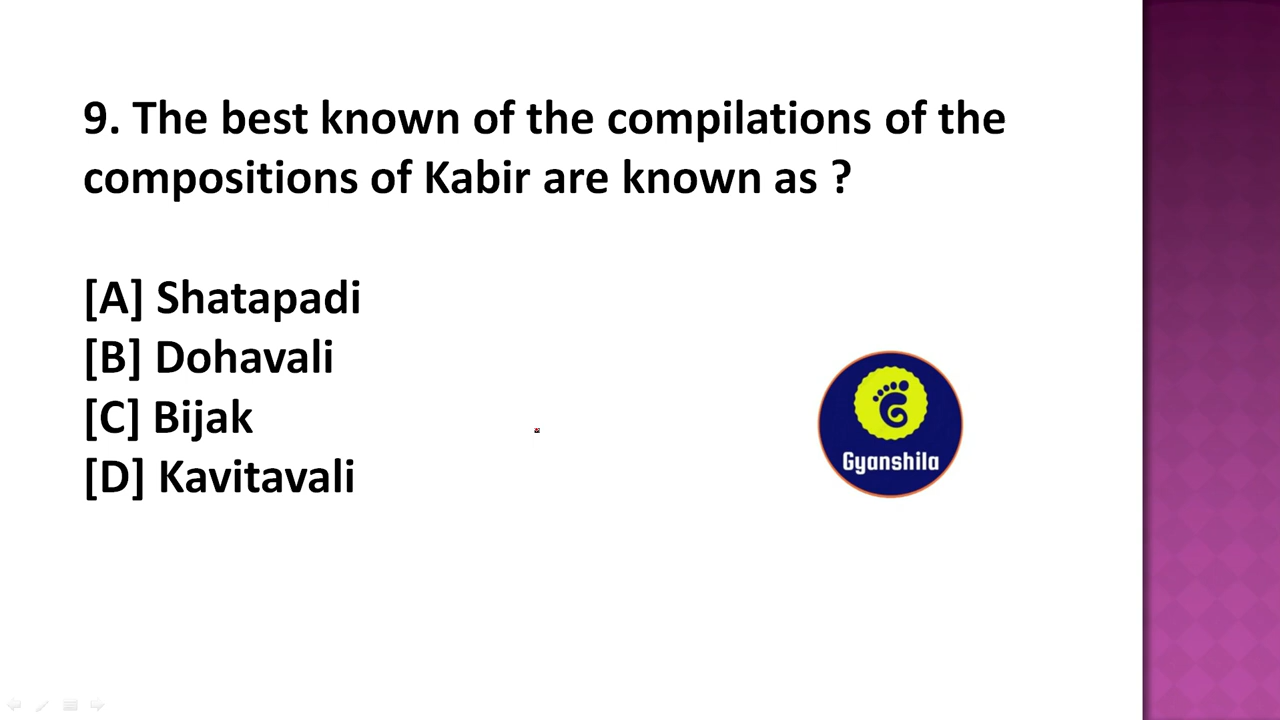 9. The best known of the compilations of the
compositions of Kabir are known as ?
[A] Shatapadi
[B] Dohavali
[C] Bijak
[D] Kavitavali
Gyanshila